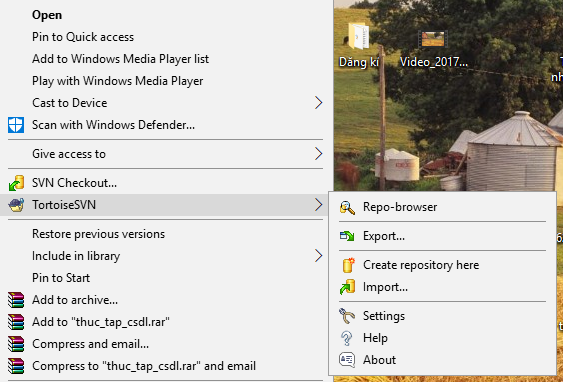 Open
Pin to Quick access
Add to Windows Media Player list
Play with Windows Media Player
Cast to Device
Scan with Windows Defender...
Give access to
SVN Checkout...
TortoiseSVN
Restore previous versions
Include in library
Pin to Start
Add to archive...
Add to "thuc_tap_csdl.rar"
Compress and email...
Compress to "thuc_tap_csdl.rar" and email
Repo-browser
Export...
Create repository here
Import...
Settings
Help
About
Dăng kí
Video_2017...